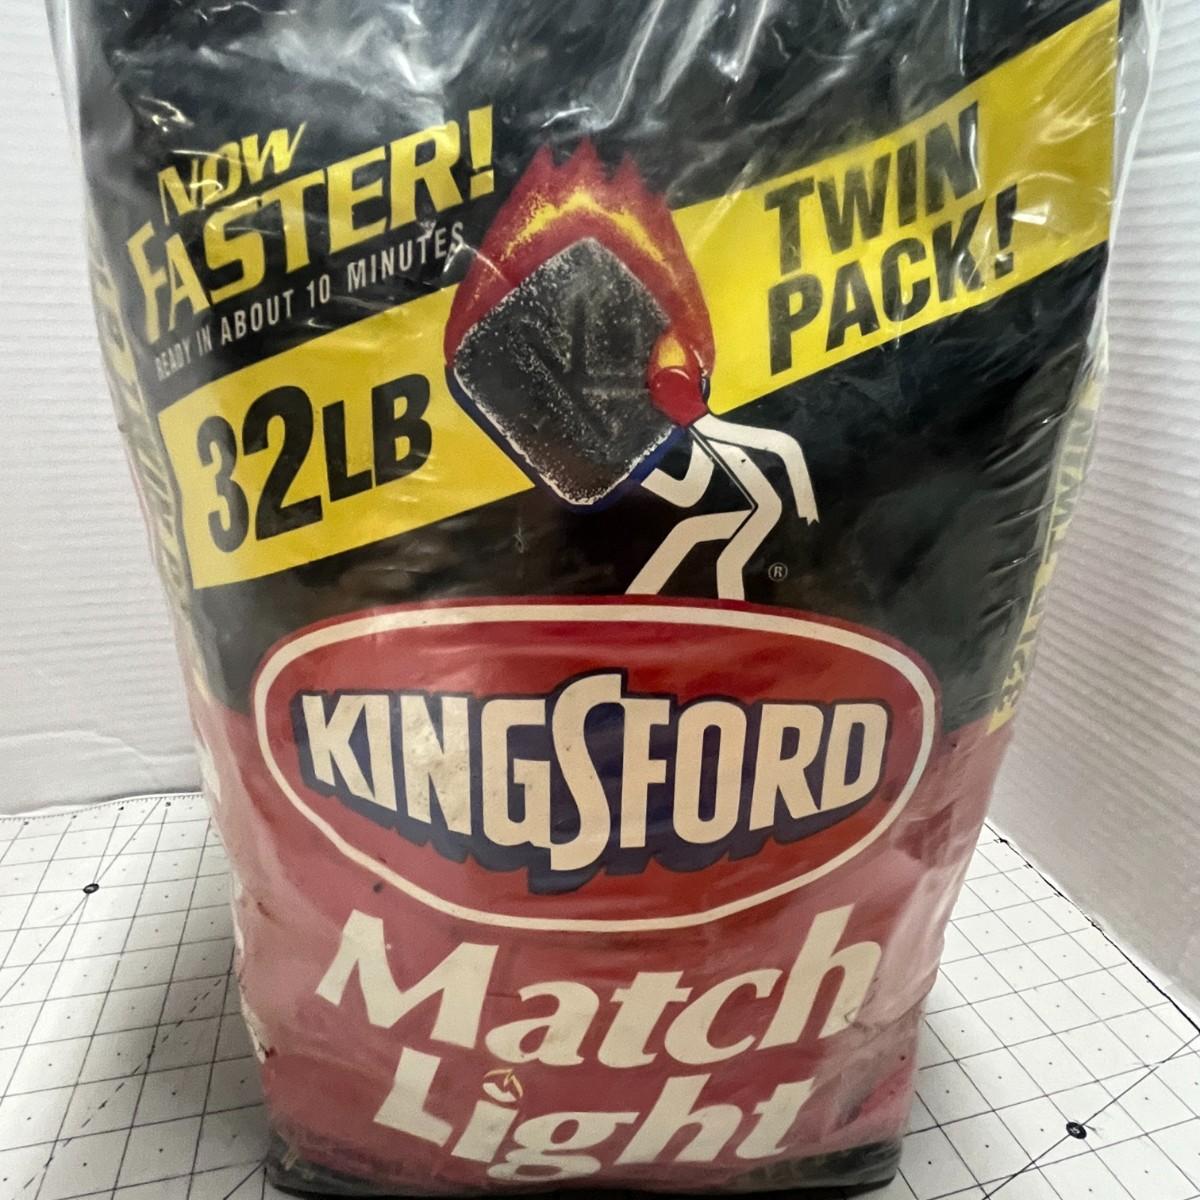 NOW
FASTER!
READY IN ABOUT 10 MINUTES
32LB
TWIN
PACK!
®
KINGSFORD
Match
Light